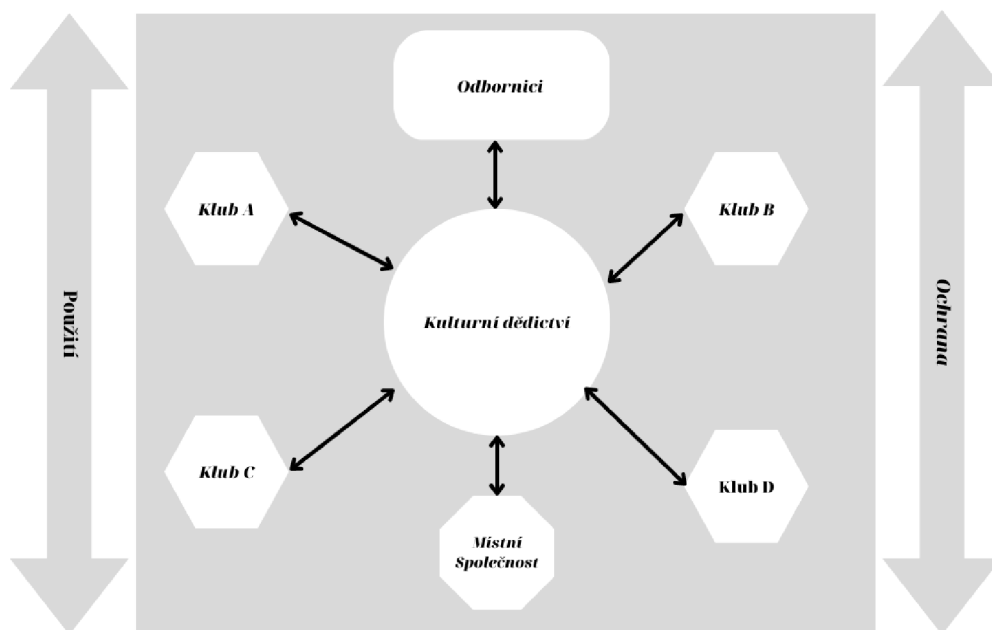 Odbornici
Klub A
Klub B
Použití
Kulturní dědictví
Ochrana
Klub C
Klub D
Místní
Společnost